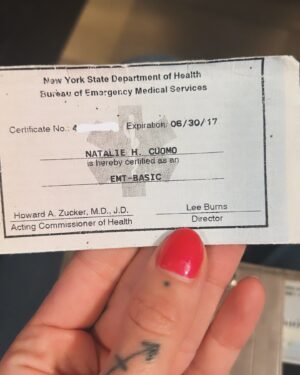 New York State Department of Health
Bureau of Emergency Medical Services
Certificate No.: 4 Expiration: 06/30/17
NATALIE H. CUOMO
is hereby certified as an
EMT-BASIC
Howard A. Zucker, M.D., J.D. Lee Burns
Acting Commissioner of Health Director